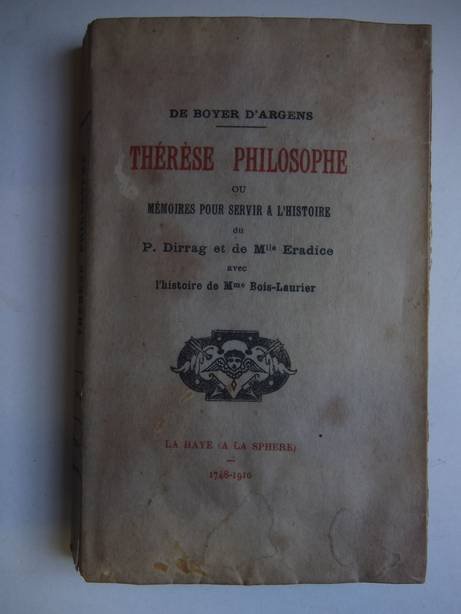 DE BOYER D'ARGENS
THÉRÈSE PHILOSOPHE
OU
MÉMOIRES POUR SERVIR A L'HISTOIRE
du
P. Dirrag et de Mlle Eradice
avec
l'histoire de Mme Bois-Laurier
LA HAYE (A LA SPHERE)
1748-1910